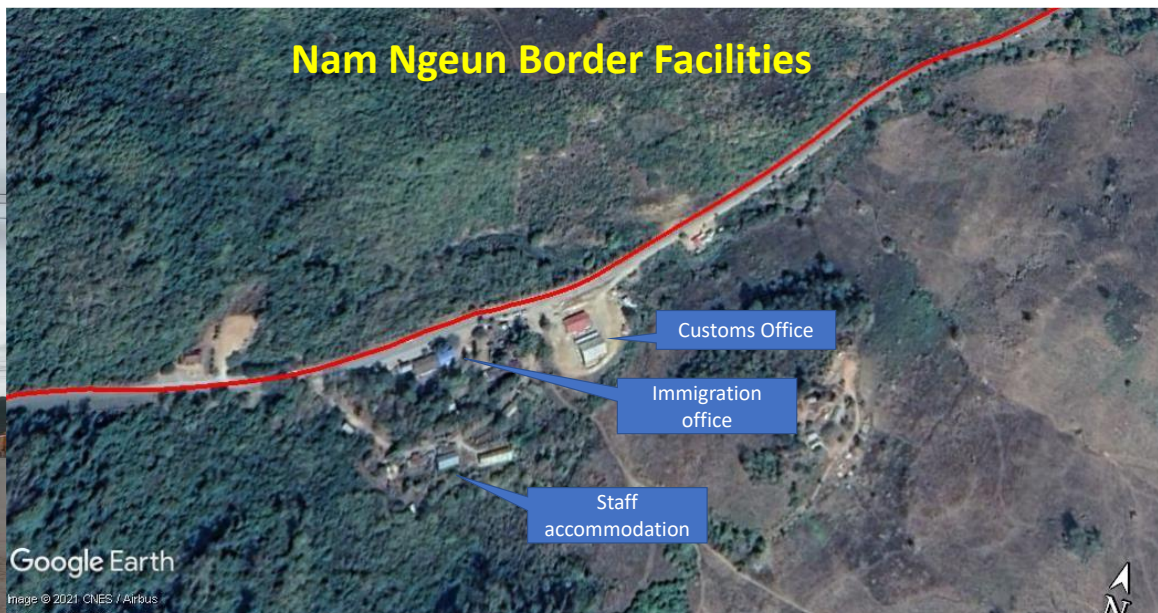 Nam Ngeun Border Facilities
Customs Office
Immigration
office
Staff
accommodation
Google Earth
Image © 2021 CNES / Airbus
N